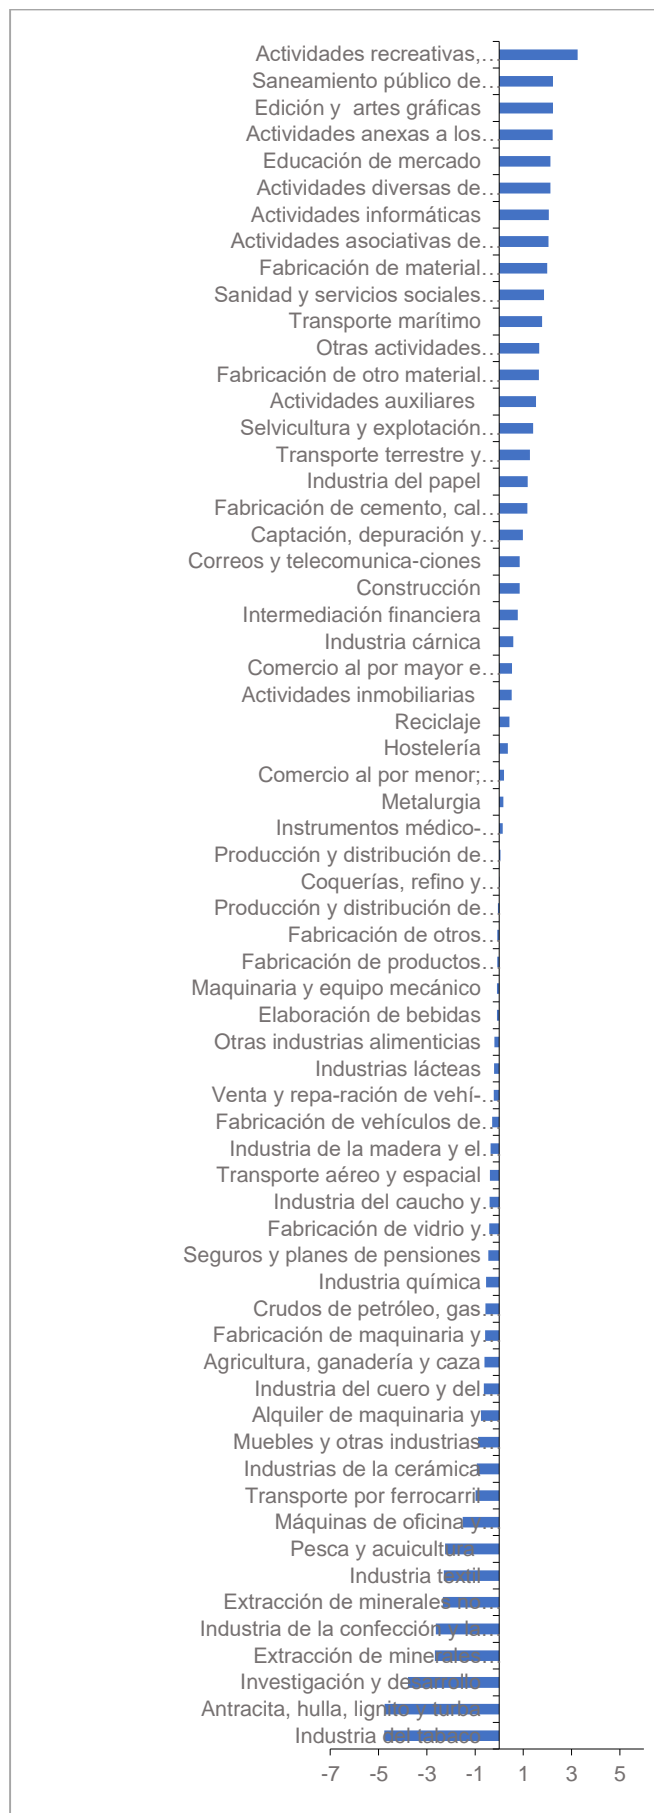 Actividades recreativas,…
Saneamiento público de…
Edición y  artes gráficas
Actividades anexas a los…
Educación de mercado
Actividades diversas de…
Actividades informáticas
Actividades asociativas de…
Fabricación de material…
Sanidad y servicios sociales…
Transporte marítimo
Otras actividades…
Fabricación de otro material…
Actividades auxiliares
Selvicultura y explotación…
Transporte terrestre y…
Industria del papel
Fabricación de cemento, cal…
Captación, depuración y…
Correos y telecomunica-ciones
Construcción
Intermediación financiera
Industria cárnica
Comercio al por mayor e…
Actividades inmobiliarias
Reciclaje
Hostelería
Comercio al por menor;…
Metalurgia
Instrumentos médico-…
Producción y distribución de…
Coquerías, refino y…
Producción y distribución de…
Fabricación de otros…
Fabricación de productos…
Maquinaria y equipo mecánico
Elaboración de bebidas
Otras industrias alimenticias
Industrias lácteas
Venta y repa-ración de vehí-…
Fabricación de vehículos de…
Industria de la madera y el…
Transporte aéreo y espacial
Industria del caucho y…
Fabricación de vidrio y…
Seguros y planes de pensiones
Industria química
Crudos de petróleo, gas…
Fabricación de maquinaria y…
Agricultura, ganadería y caza
Industria del cuero y del…
Alquiler de maquinaria y…
Muebles y otras industrias…
Industrias de la cerámica
Transporte por ferrocarril
Máquinas de oficina y…
Pesca y acuicultura
Industria textil
Extracción de minerales no…
Industria de la confección y la…
Extracción de minerales…
Investigación y desarrollo
Antracita, hulla, lignito y turba
Industria del tabaco
-7 -5 -3 -1 1 3 5